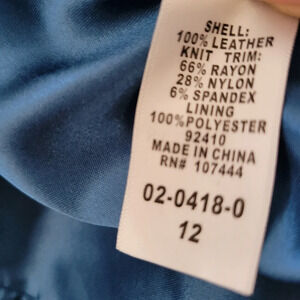 SHELL:
100% LEATHER
KNIT TRIM:
66% RAYON
28% NYLON
6% SPANDEX
LINING
100%POLYESTER
92410
MADE IN CHINA
RN# 107444
02-0418-0
12